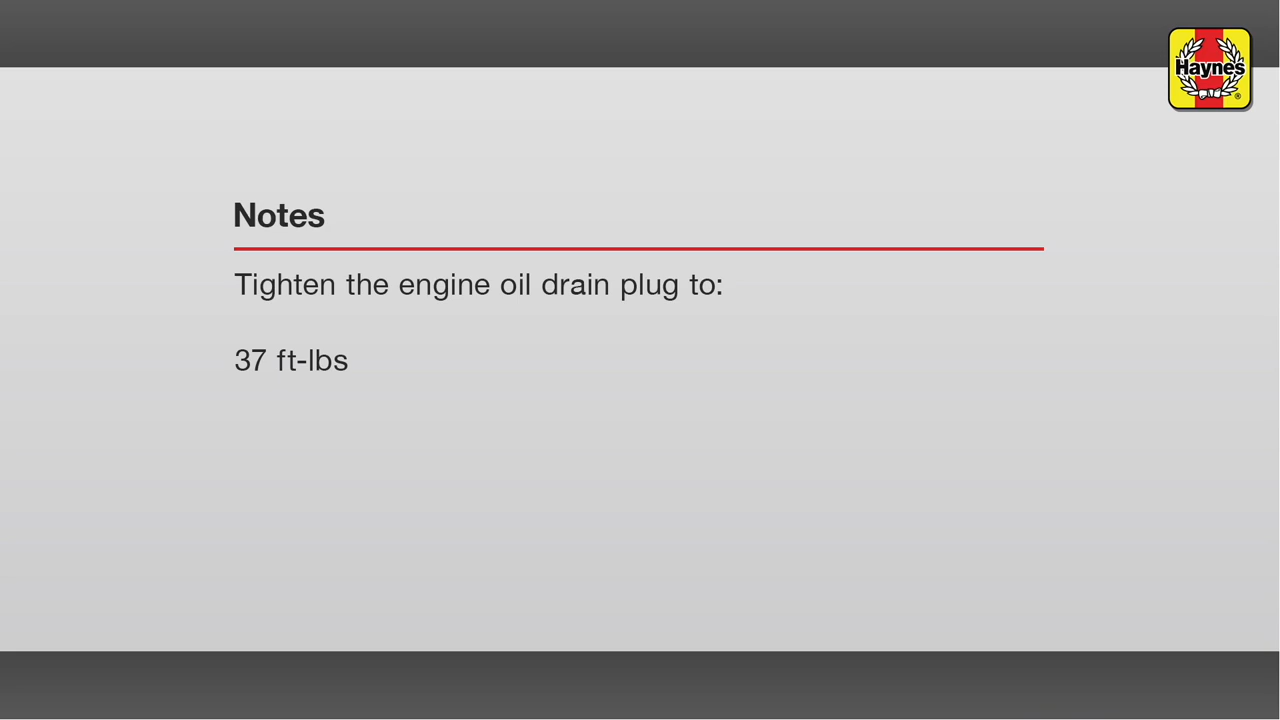 Haynes
®
Notes
Tighten the engine oil drain plug to:
37 ft-lbs